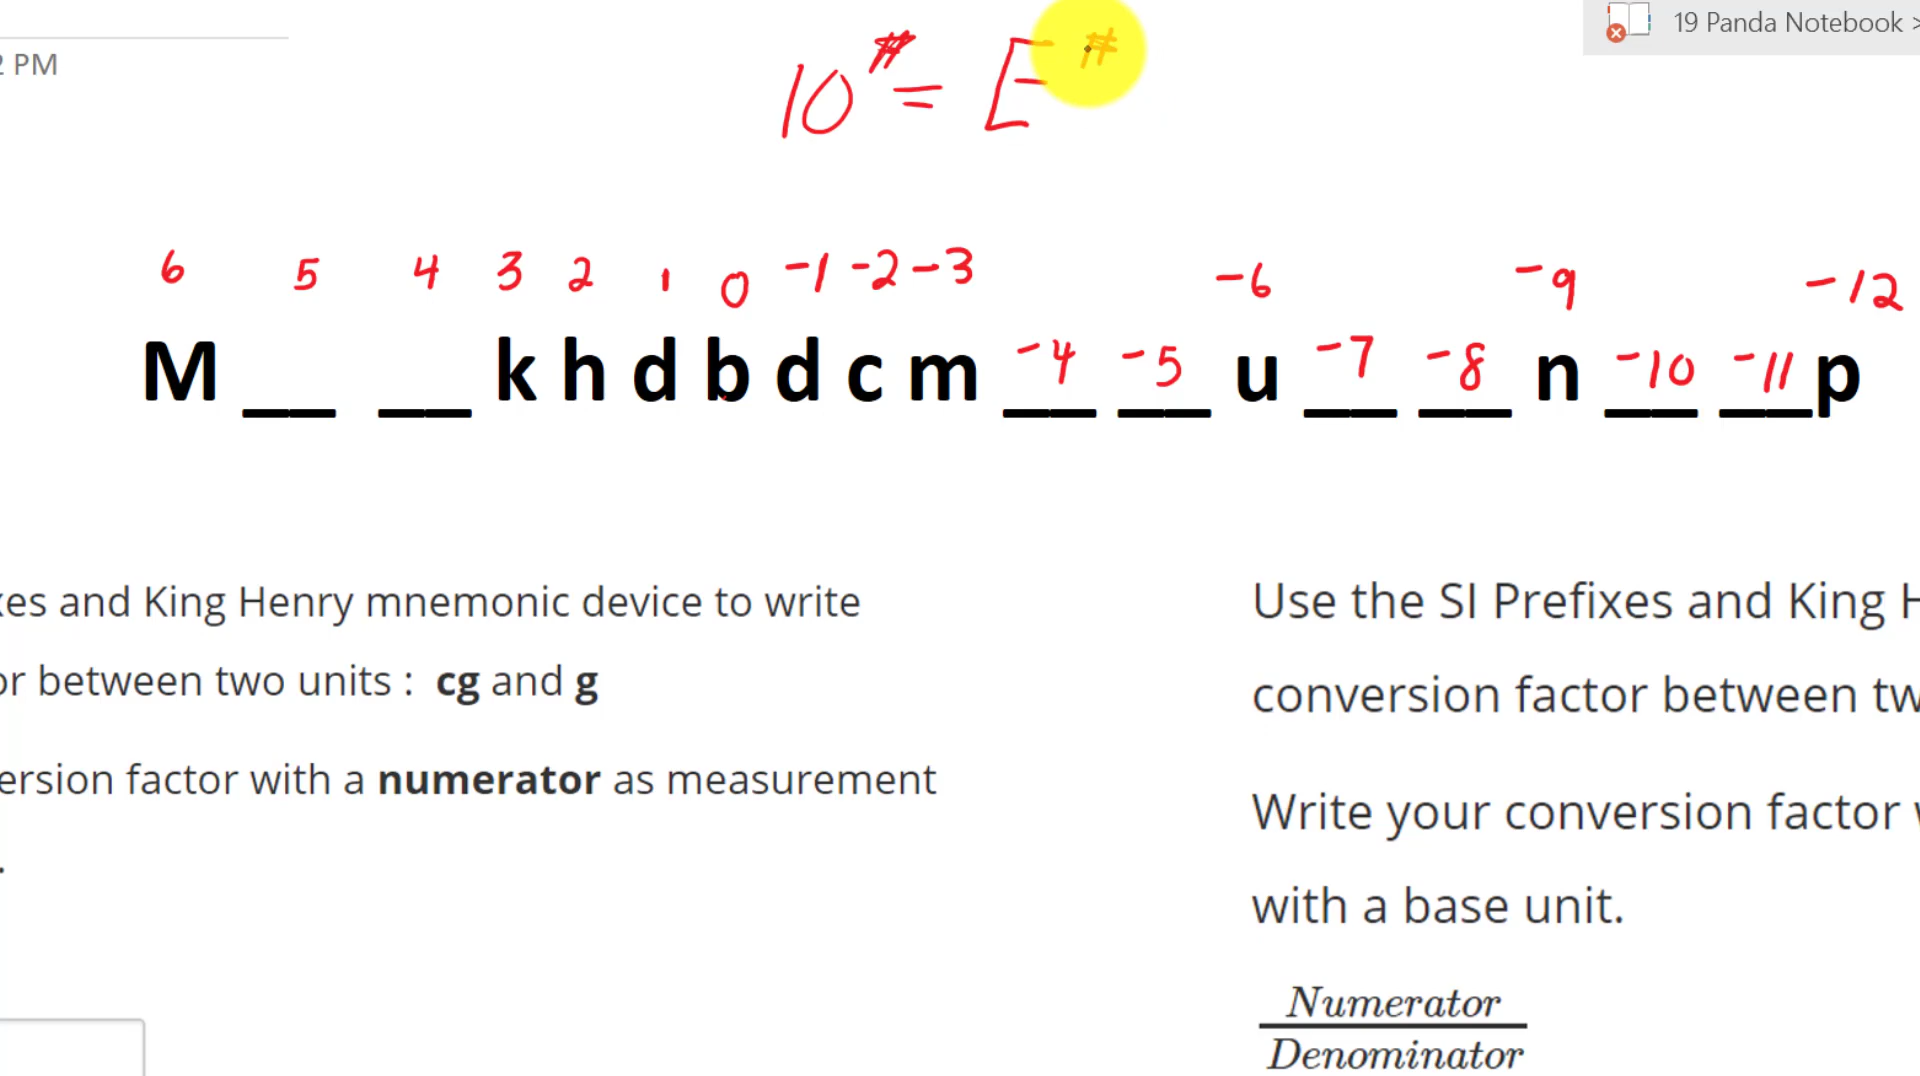 19 Panda Notebook >
2 PM
10^# = E^#
6 5 4 3 2 1 0 -1 -2 -3 -6 -9 -12
M __ __ k h d b d c m -4 -5 u -7 -8 n -10 -11 p
xes and King Henry mnemonic device to write
or between two units : cg and g
ersion factor with a numerator as measurement
.
Use the SI Prefixes and King H
conversion factor between tw
Write your conversion factor w
with a base unit.
Numerator
Denominator